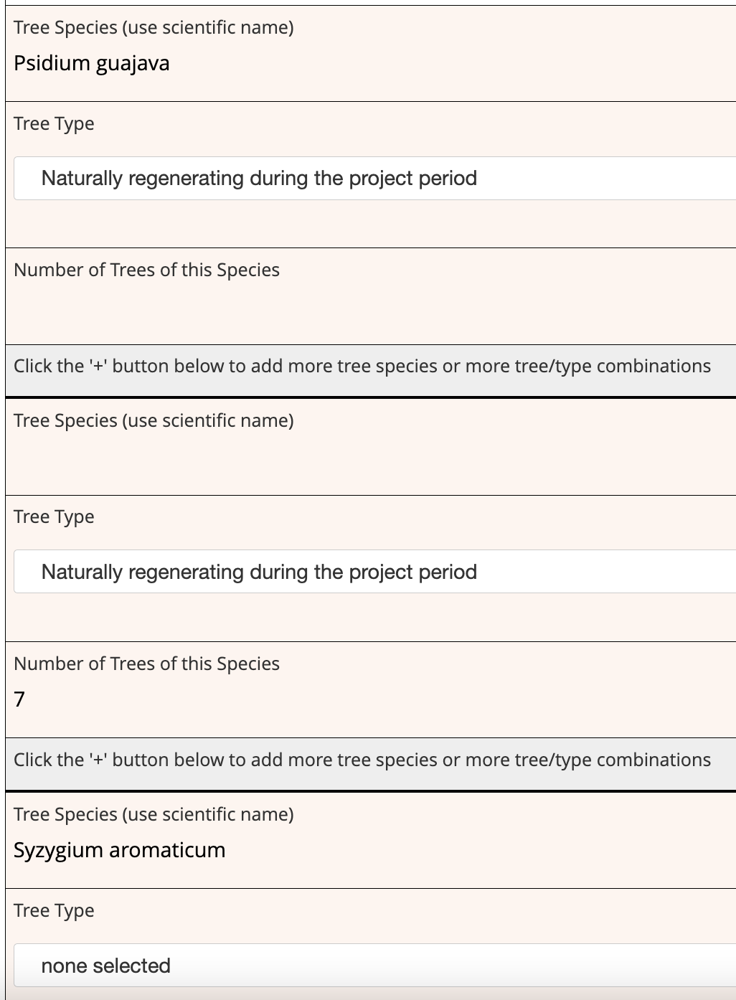 Tree Species (use scientific name)
Psidium guajava
Tree Type
Naturally regenerating during the project period
Number of Trees of this Species
Click the '+' button below to add more tree species or more tree/type combinations
Tree Species (use scientific name)
Tree Type
Naturally regenerating during the project period
Number of Trees of this Species
7
Click the '+' button below to add more tree species or more tree/type combinations
Tree Species (use scientific name)
Syzygium aromaticum
Tree Type
none selected